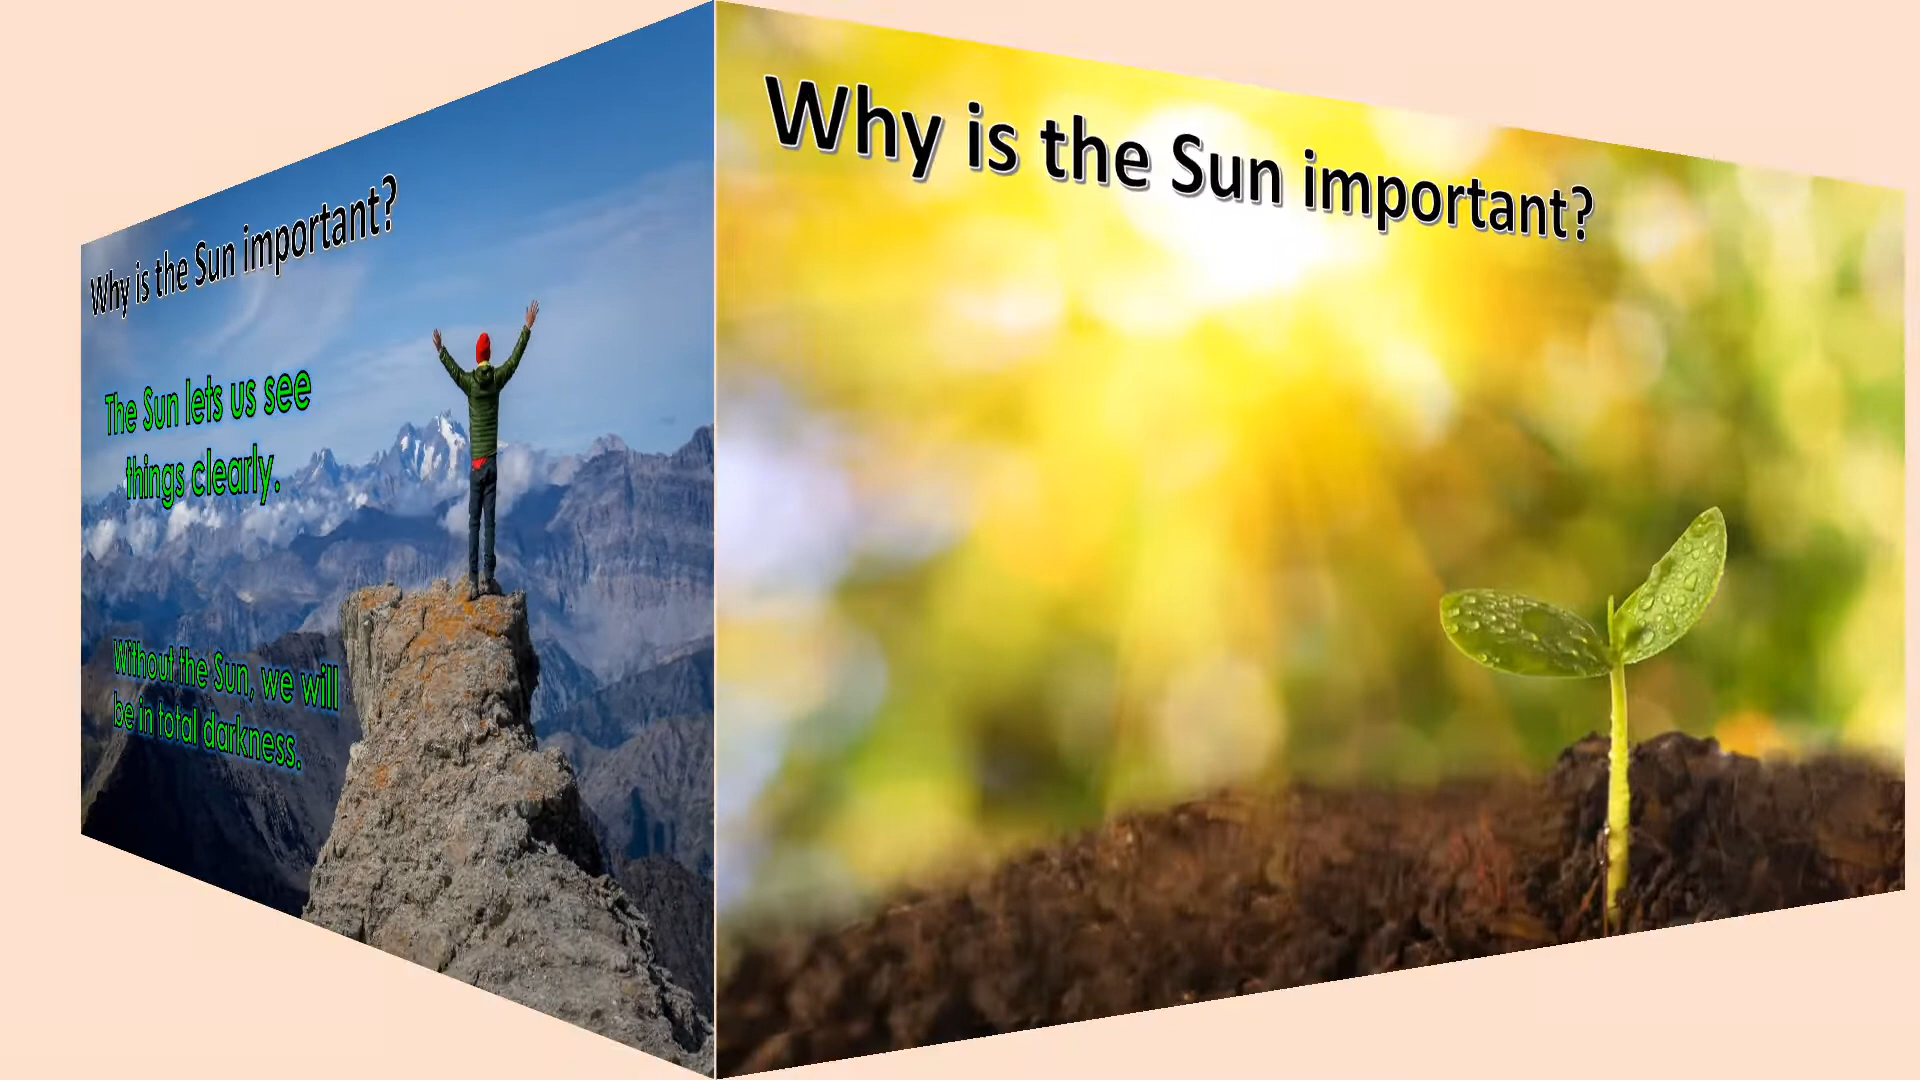 Why is the Sun important?
The Sun lets us see
things clearly.
Without the Sun, we will
be in total darkness.
Why is the Sun important?